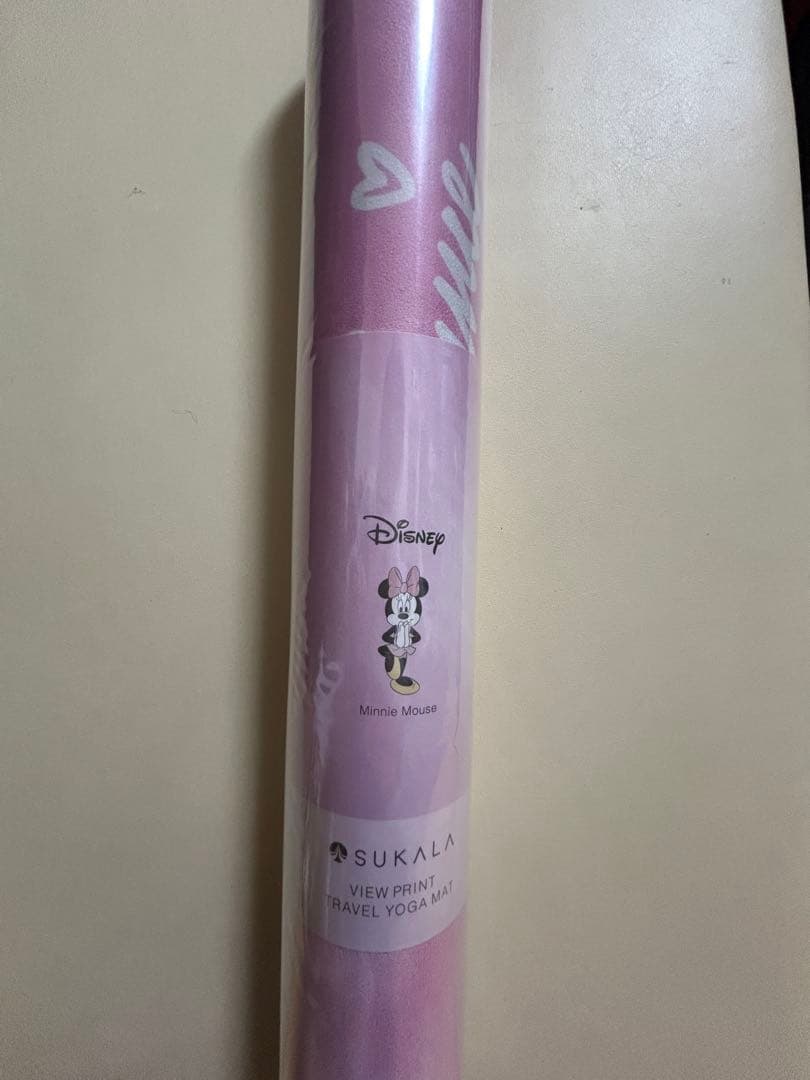 Disney
Minnie Mouse
SUKALA
VIEW PRINT
TRAVEL YOGA MAT